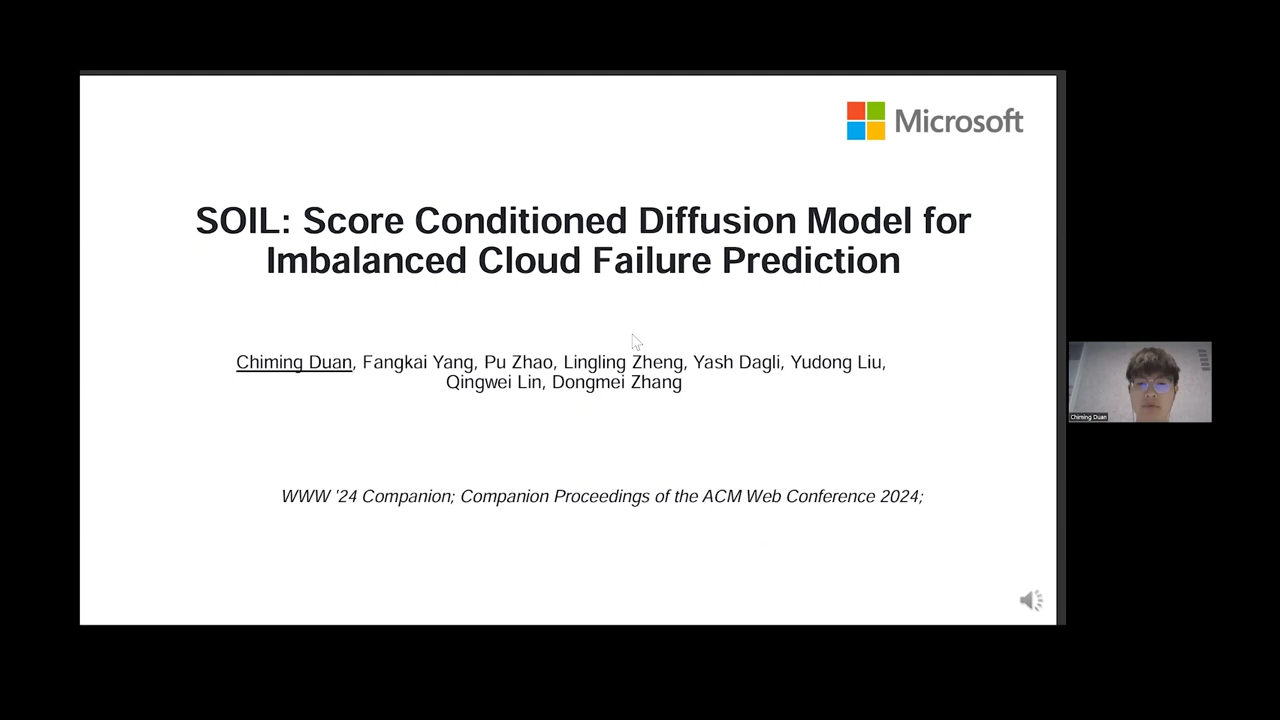 Microsoft
SOIL: Score Conditioned Diffusion Model for
Imbalanced Cloud Failure Prediction
Chiming Duan, Fangkai Yang, Pu Zhao, Lingling Zheng, Yash Dagli, Yudong Liu,
Qingwei Lin, Dongmei Zhang
Chiming Duan
WWW '24 Companion; Companion Proceedings of the ACM Web Conference 2024;